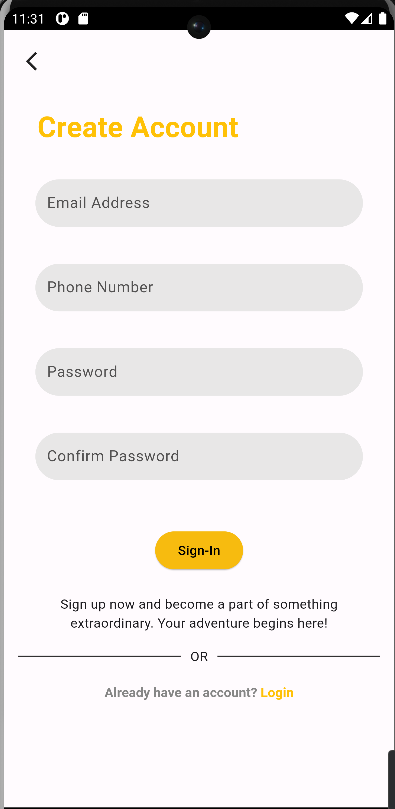 11:31
Create Account
Email Address
Phone Number
Password
Confirm Password
Sign-In
Sign up now and become a part of something
extraordinary. Your adventure begins here!
OR
Already have an account? Login